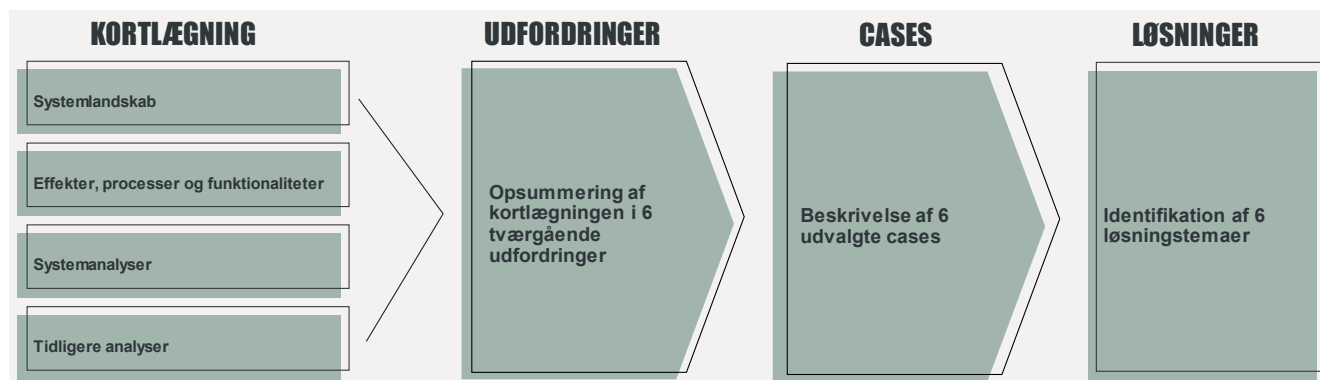 KORTLÆGNING
Systemlandskab
Effekter, processer og funktionaliteter
Systemanalyser
Tidligere analyser
UDFORDRINGER
Opsummering af
kortlægningen i 6
tværgående
udfordringer
CASES
Beskrivelse af 6
udvalgte cases
LØSNINGER
Identifikation af 6
løsningstemaer